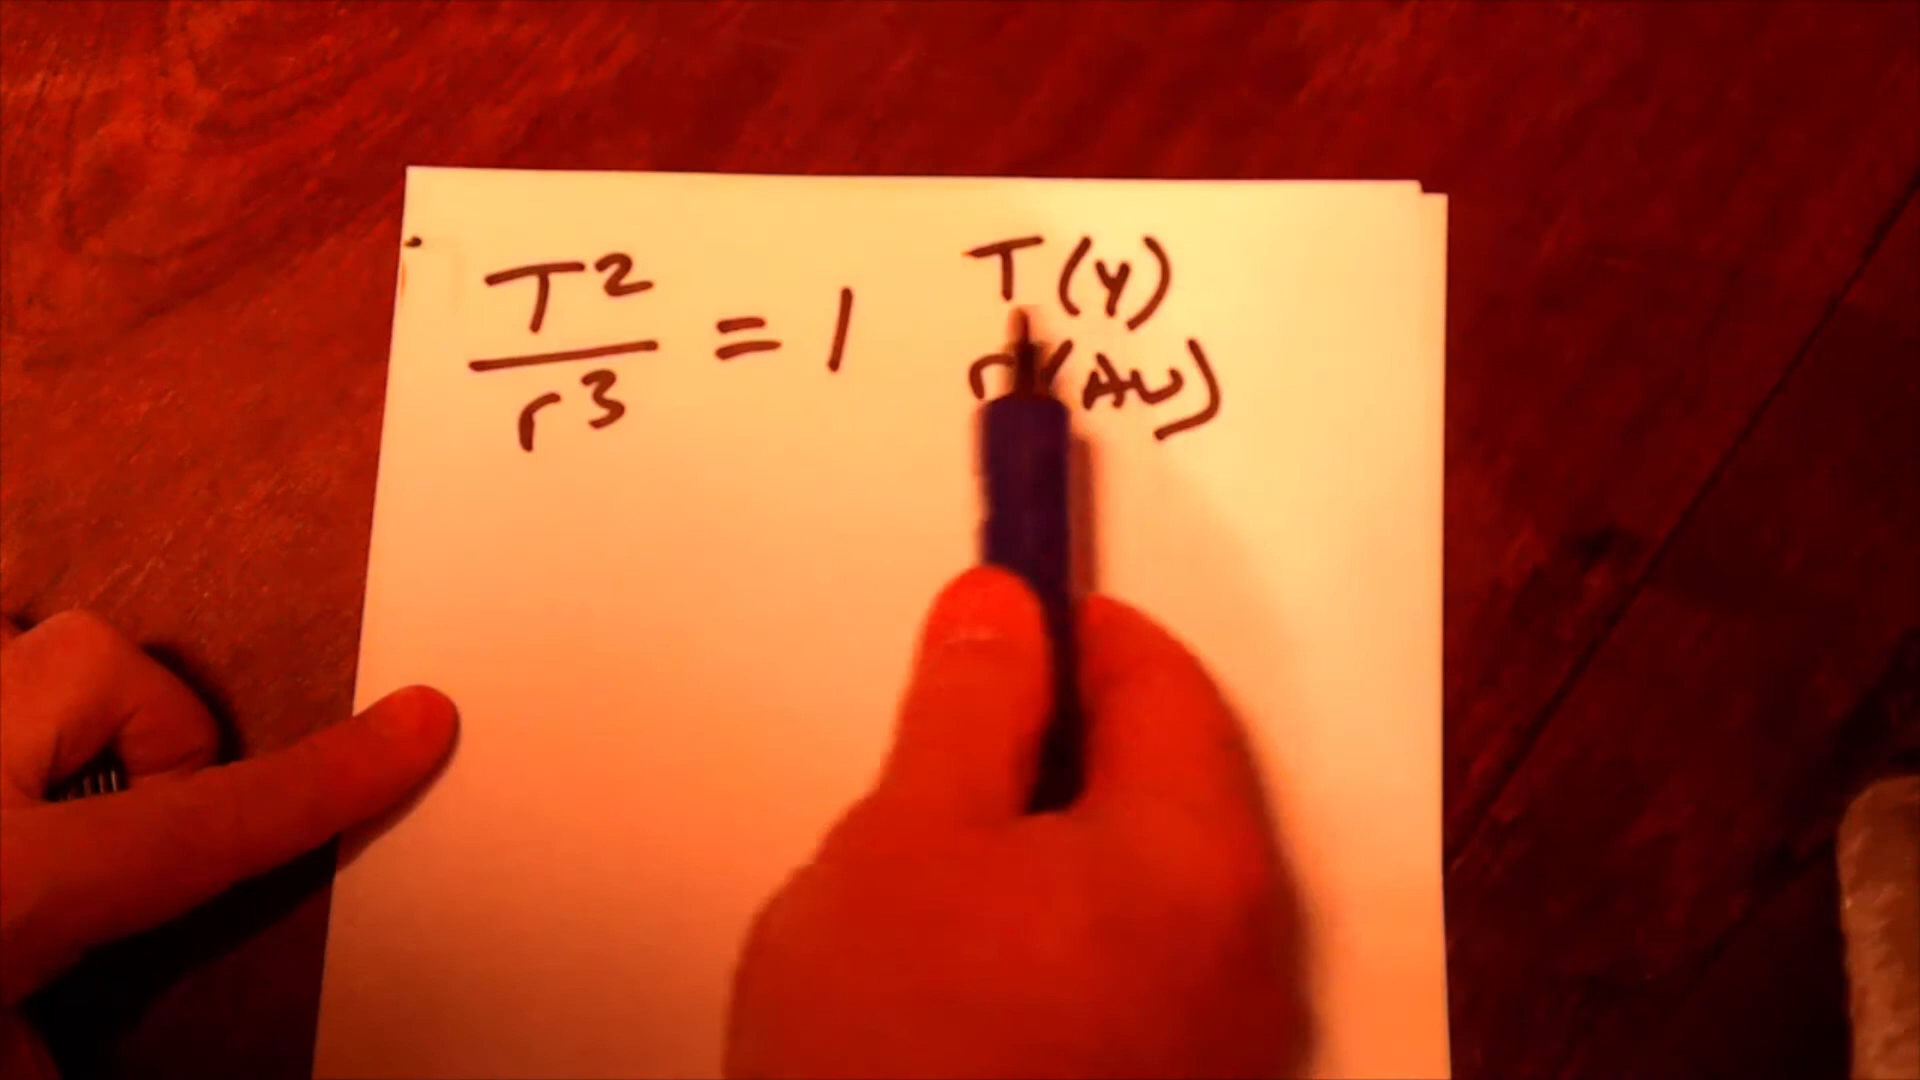 T²/r³ = 1
T (y)
r (AU)